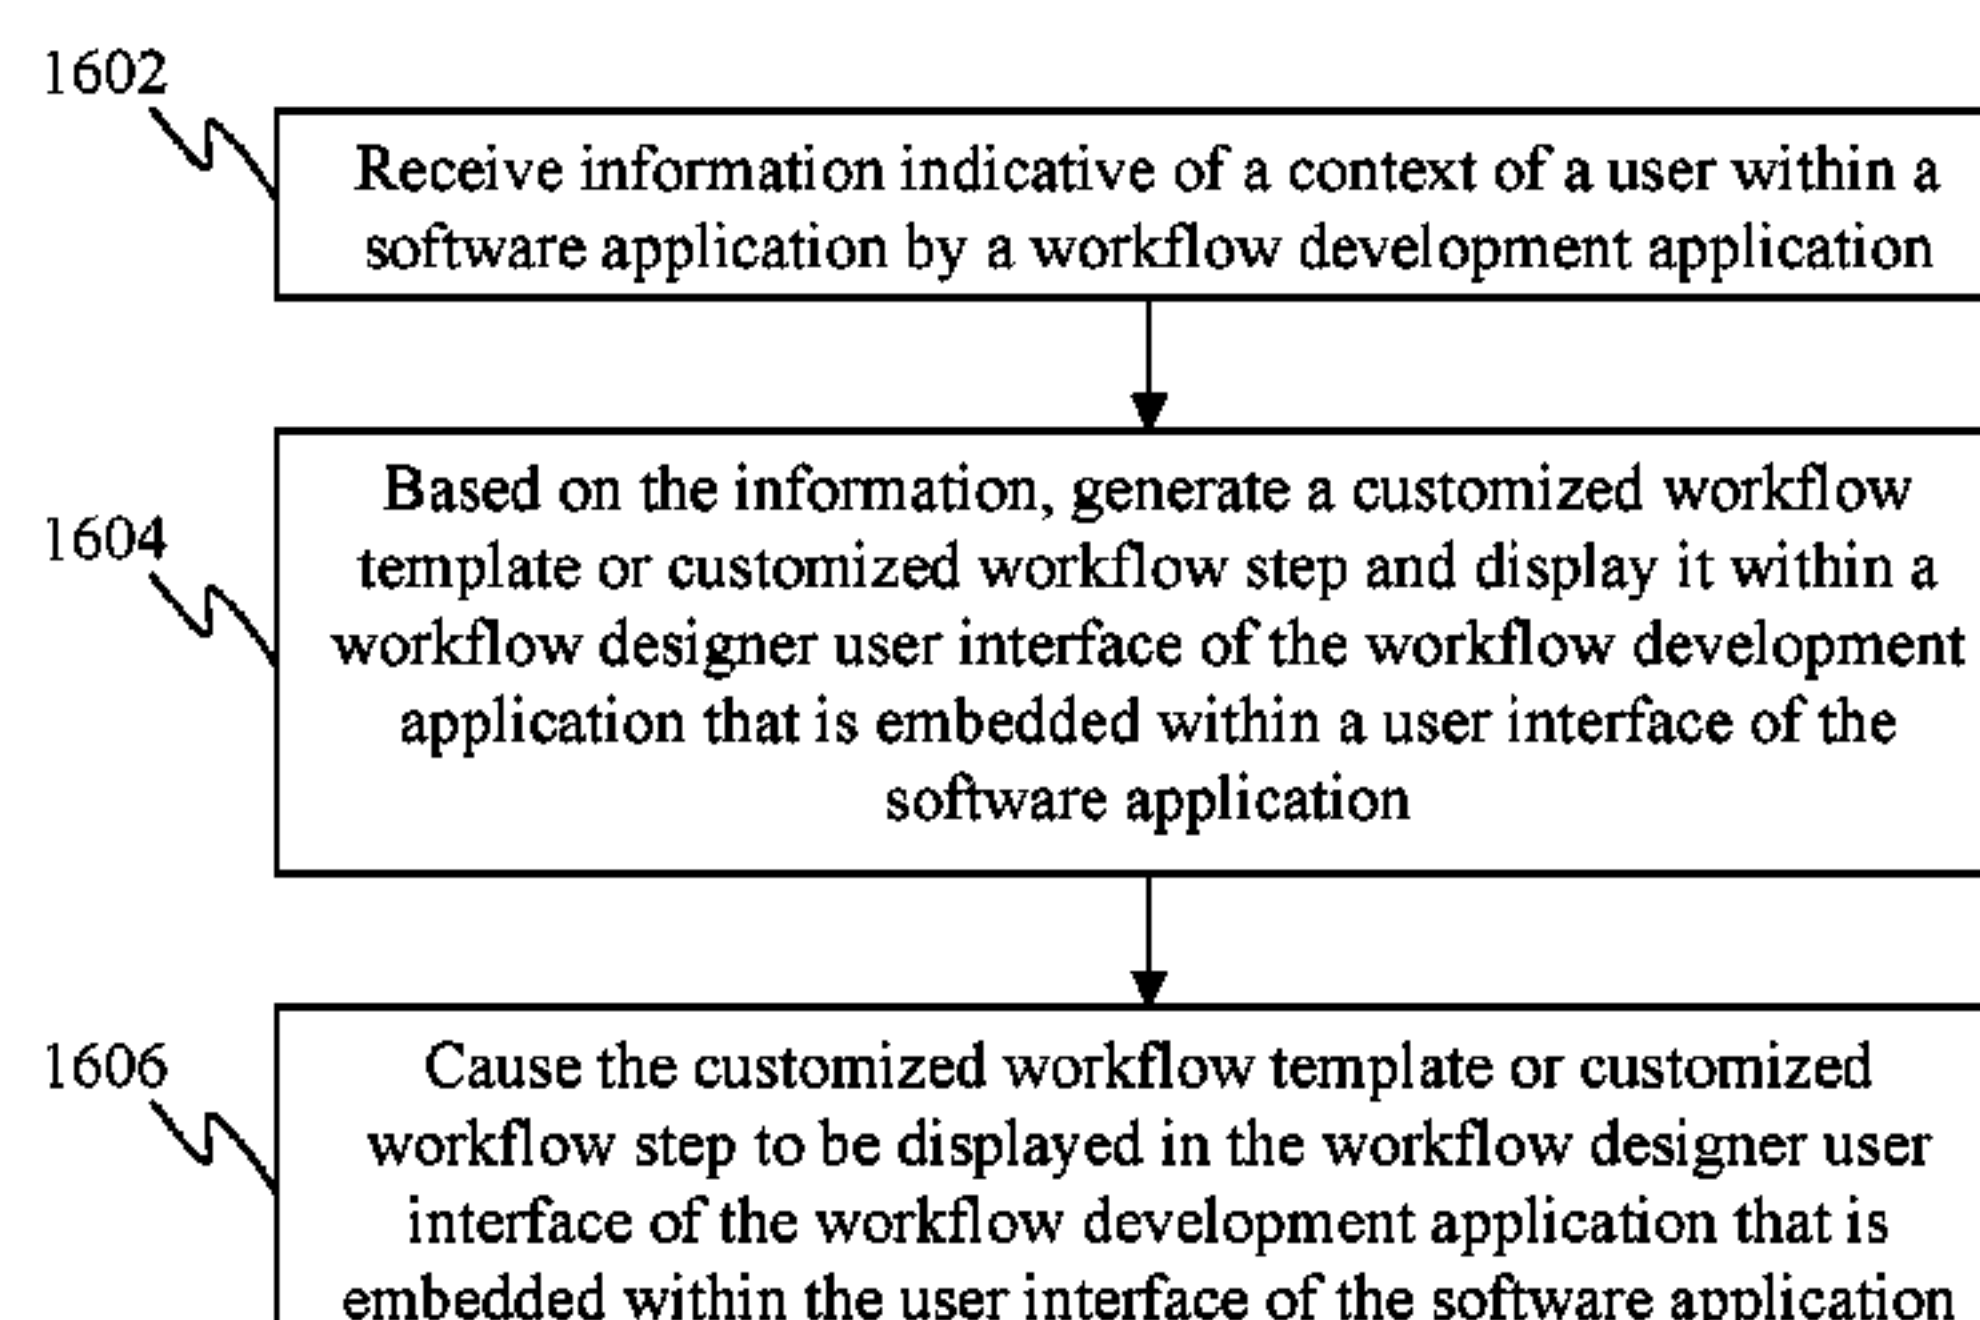 1602
Receive information indicative of a context of a user within a
software application by a workflow development application
1604
Based on the information, generate a customized workflow
template or customized workflow step and display it within a
workflow designer user interface of the workflow development
application that is embedded within a user interface of the
software application
1606
Cause the customized workflow template or customized
workflow step to be displayed in the workflow designer user
interface of the workflow development application that is
embedded within the user interface of the software application